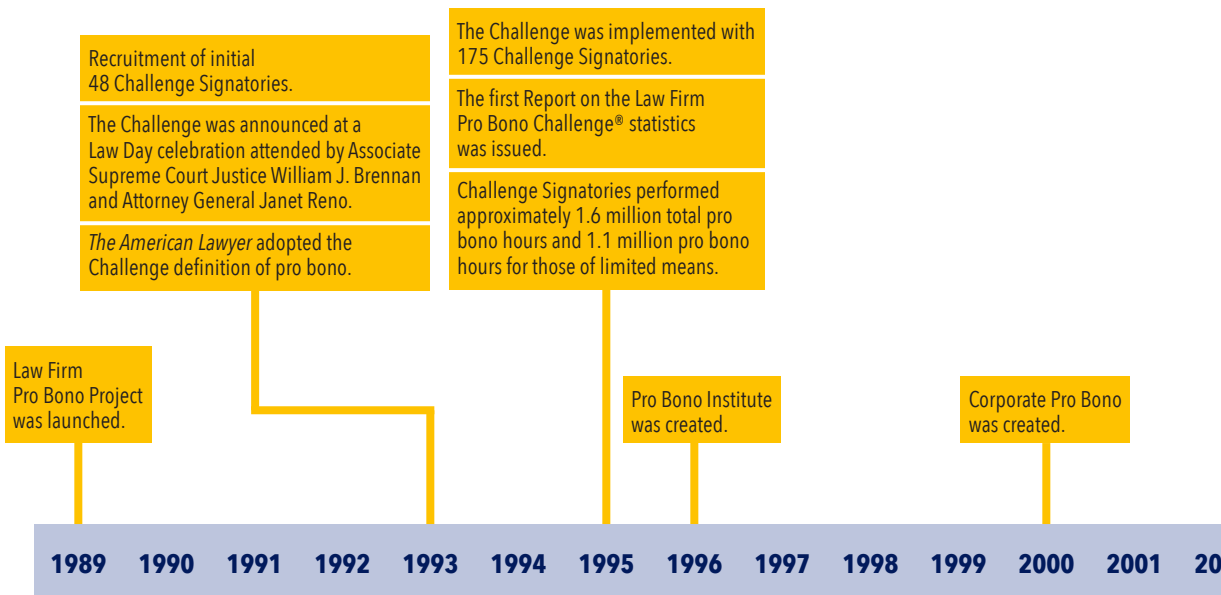 Recruitment of initial
48 Challenge Signatories.
The Challenge was announced at a
Law Day celebration attended by Associate
Supreme Court Justice William J. Brennan
and Attorney General Janet Reno.
The American Lawyer adopted the
Challenge definition of pro bono.
The Challenge was implemented with
175 Challenge Signatories.
The first Report on the Law Firm
Pro Bono Challenge® statistics
was issued.
Challenge Signatories performed
approximately 1.6 million total pro
bono hours and 1.1 million pro bono
hours for those of limited means.
Law Firm
Pro Bono Project
was launched.
Pro Bono Institute
was created.
Corporate Pro Bono
was created.
1989 1990 1991 1992 1993 1994 1995 1996 1997 1998 1999 2000 2001 20